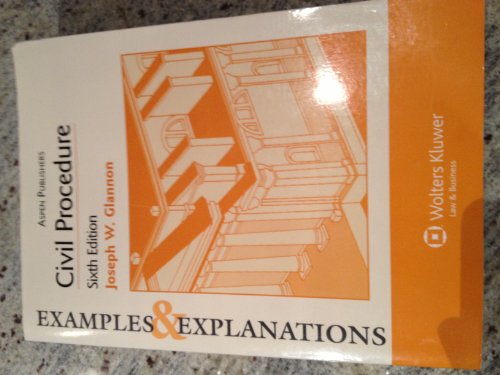 ASPEN PUBLISHERS
Civil Procedure
Sixth Edition
Joseph W. Glannon
EXAMPLES & EXPLANATIONS
Wolters Kluwer
Law & Business